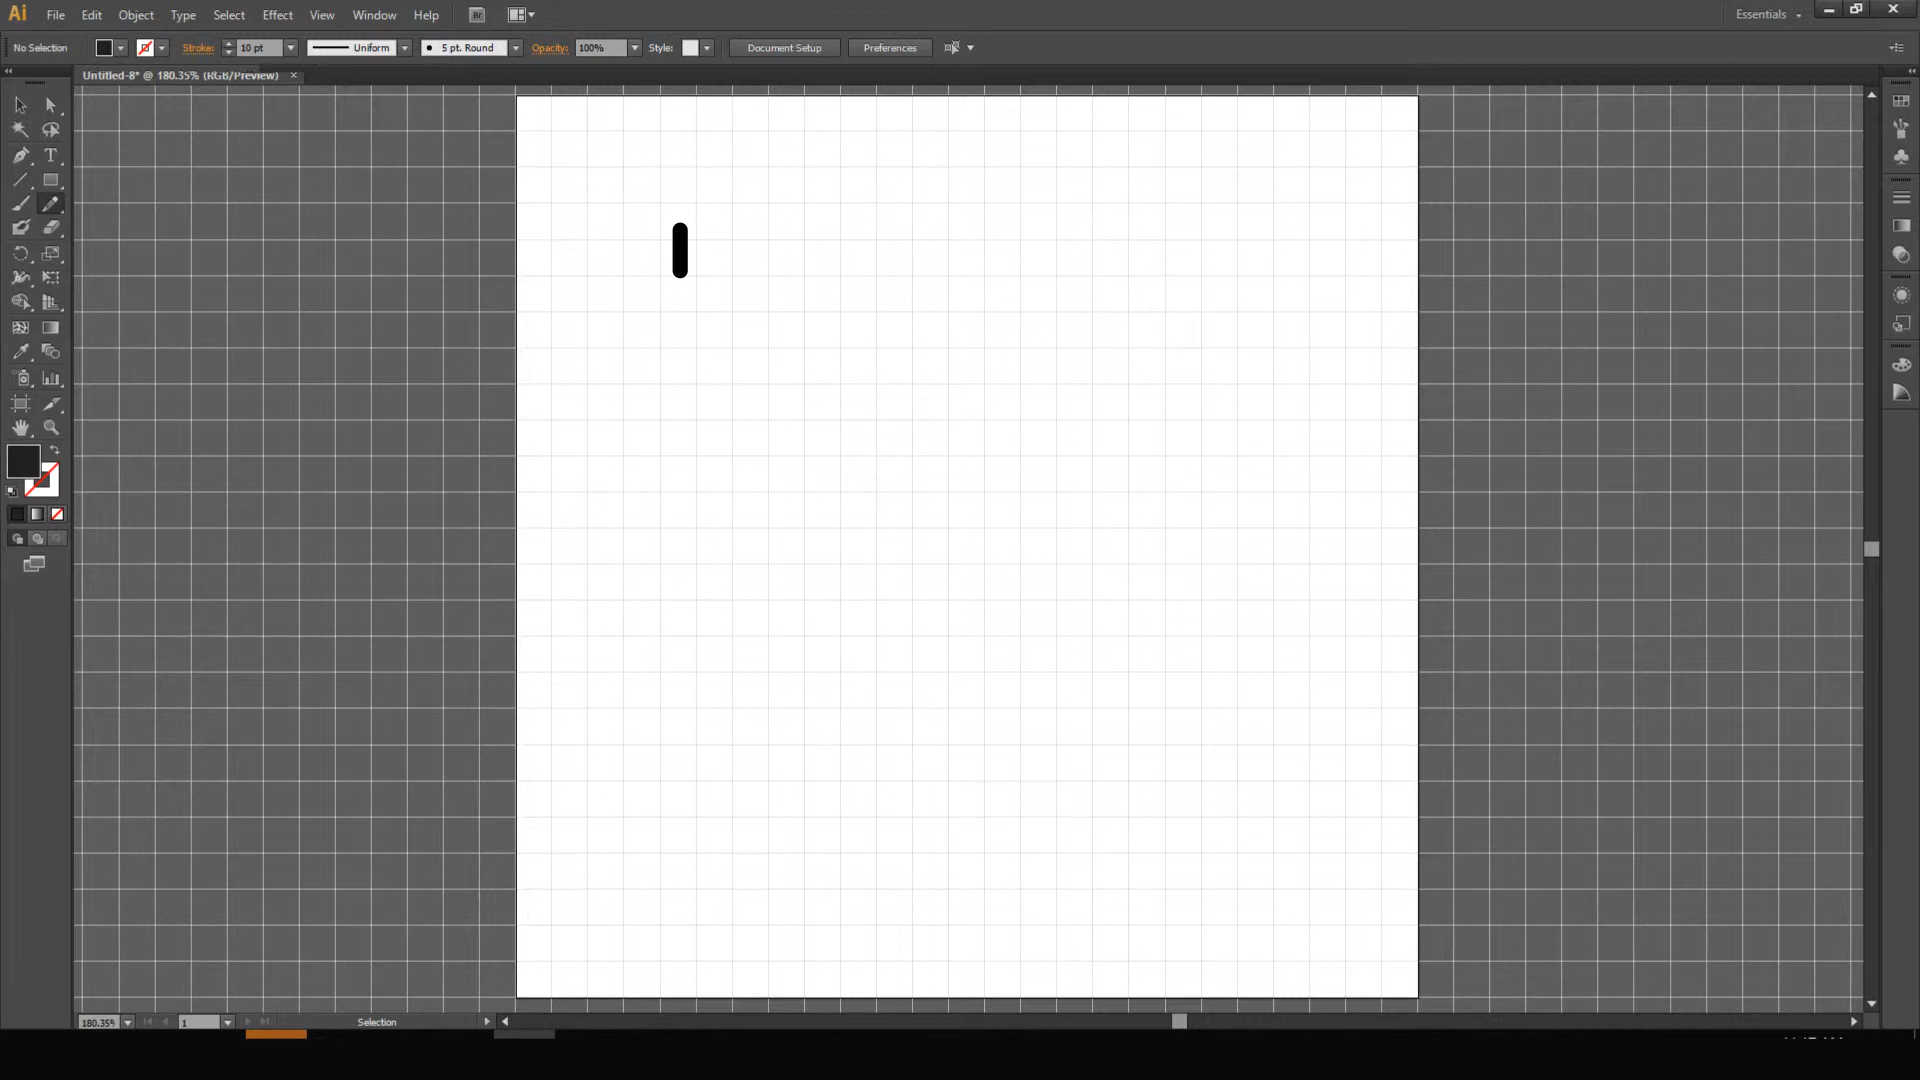 Ai File Edit Object Type Select Effect View Window Help Br Essentials
No Selection Stroke: 10 pt Uniform 5 pt. Round Opacity: 100% Style: Document Setup Preferences
Untitled-8* @ 180.35% (RGB/Preview) ×
T
180.35% 1 Selection